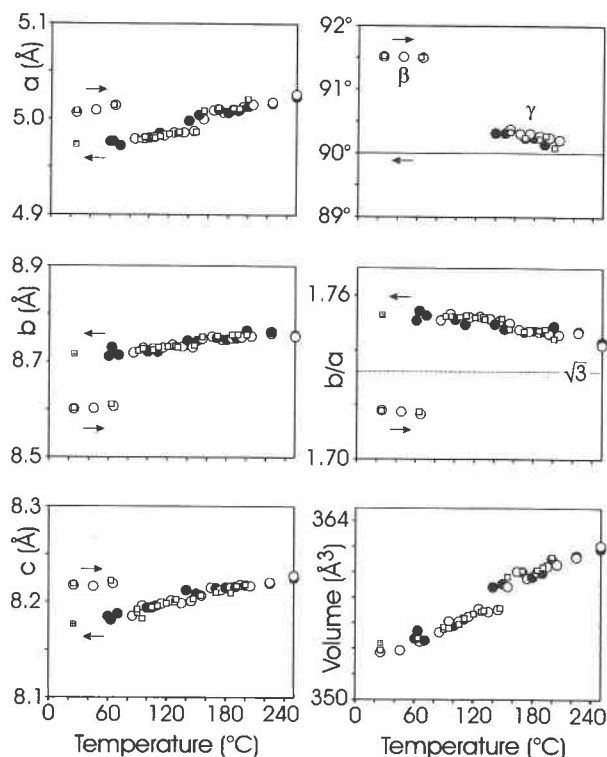 5.1
5.0
4.9
a (Å)
92°
91°
90°
89°
β
γ
8.9
8.7
8.5
b (Å)
1.76
1.70
b/a
√3
8.3
8.2
8.1
c (Å)
0 60 120 180 240
Temperature (°C)
364
350
Volume (Å³)
0 60 120 180 240
Temperature (°C)